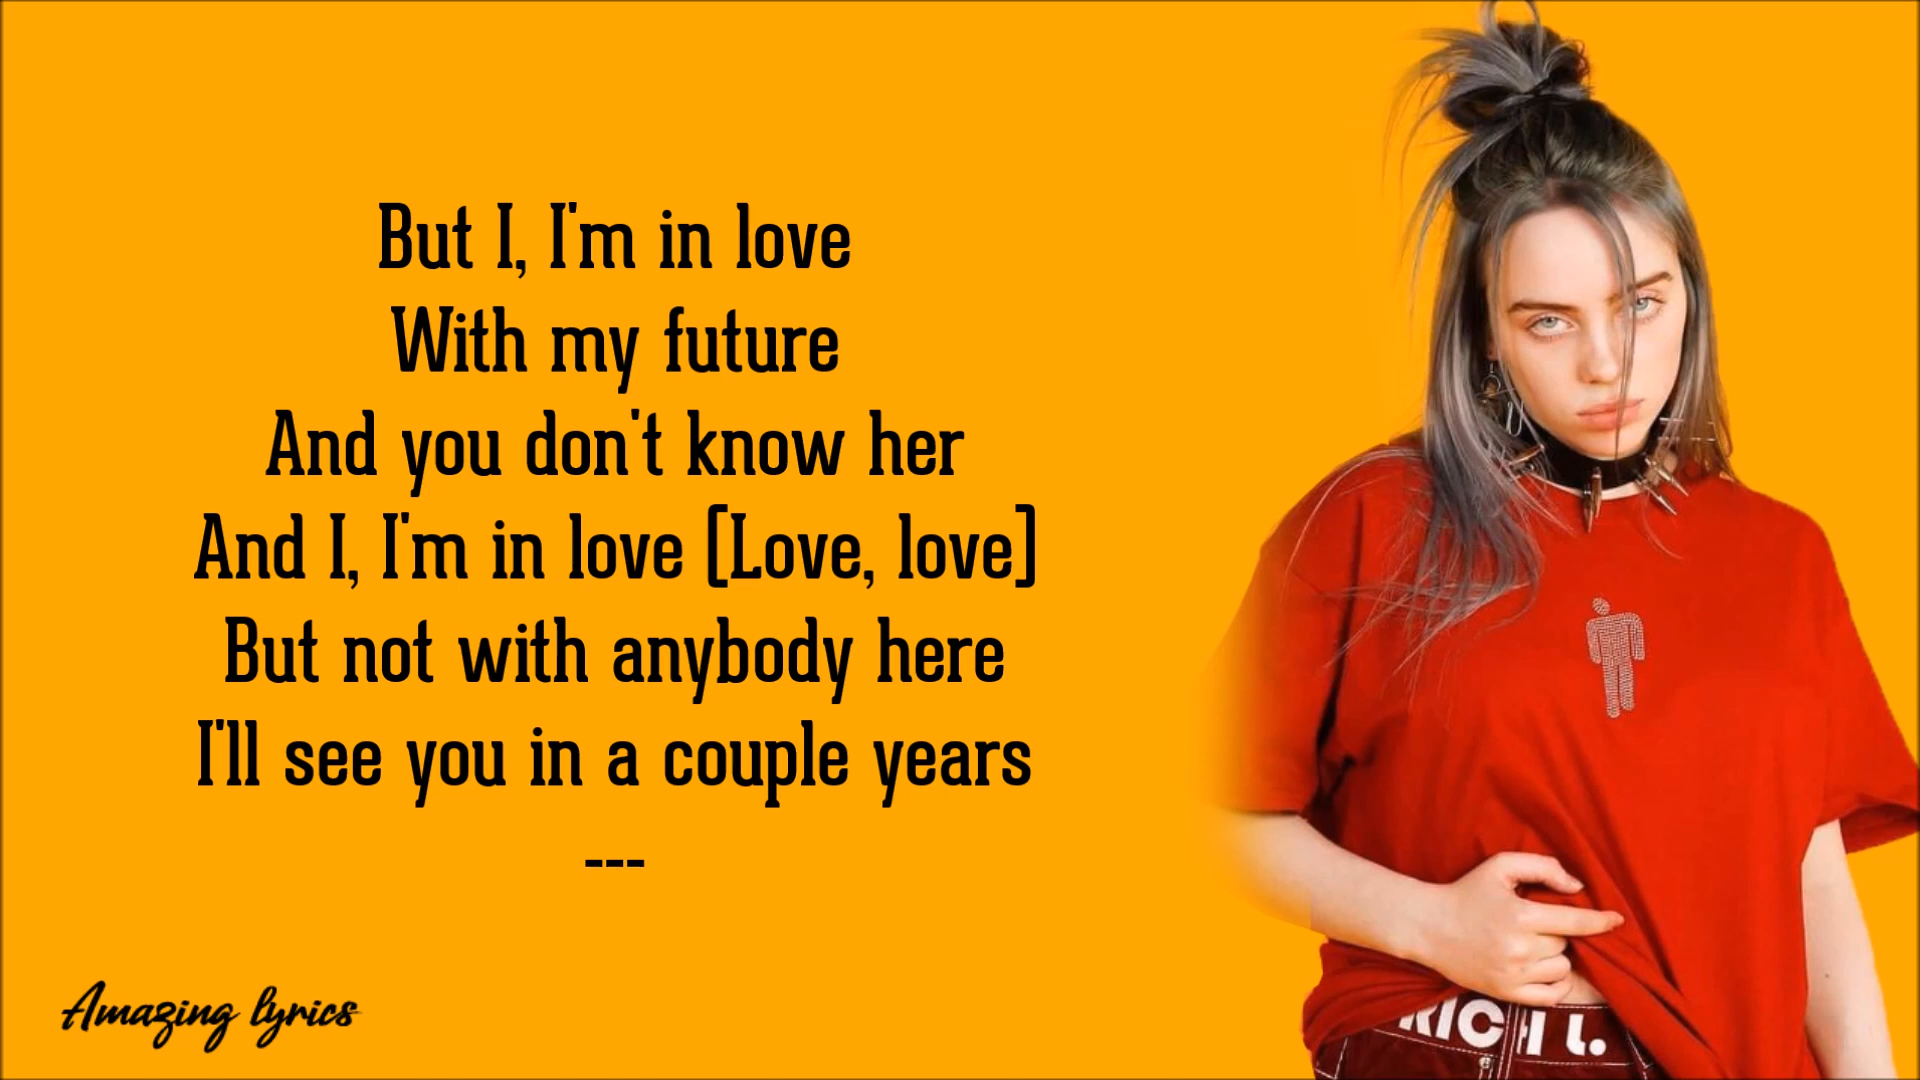 But I, I'm in love
With my future
And you don't know her
And I, I'm in love [Love, love]
But not with anybody here
I'll see you in a couple years
---
Amazing lyrics
RICH L.